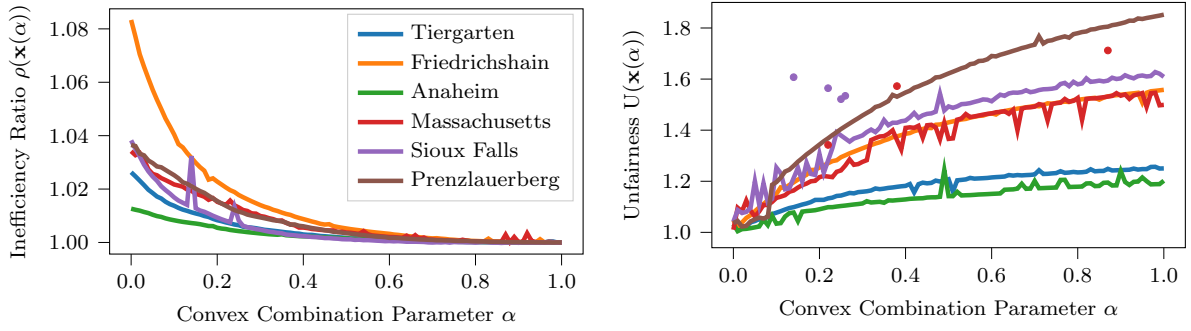 Inefficiency Ratio ρ(x(α))
1.08
1.06
1.04
1.02
1.00
0.0 0.2 0.4 0.6 0.8 1.0
Convex Combination Parameter α
Tiergarten
Friedrichshain
Anaheim
Massachusetts
Sioux Falls
Prenzlauerberg
Unfairness U(x(α))
1.8
1.6
1.4
1.2
1.0
0.0 0.2 0.4 0.6 0.8 1.0
Convex Combination Parameter α